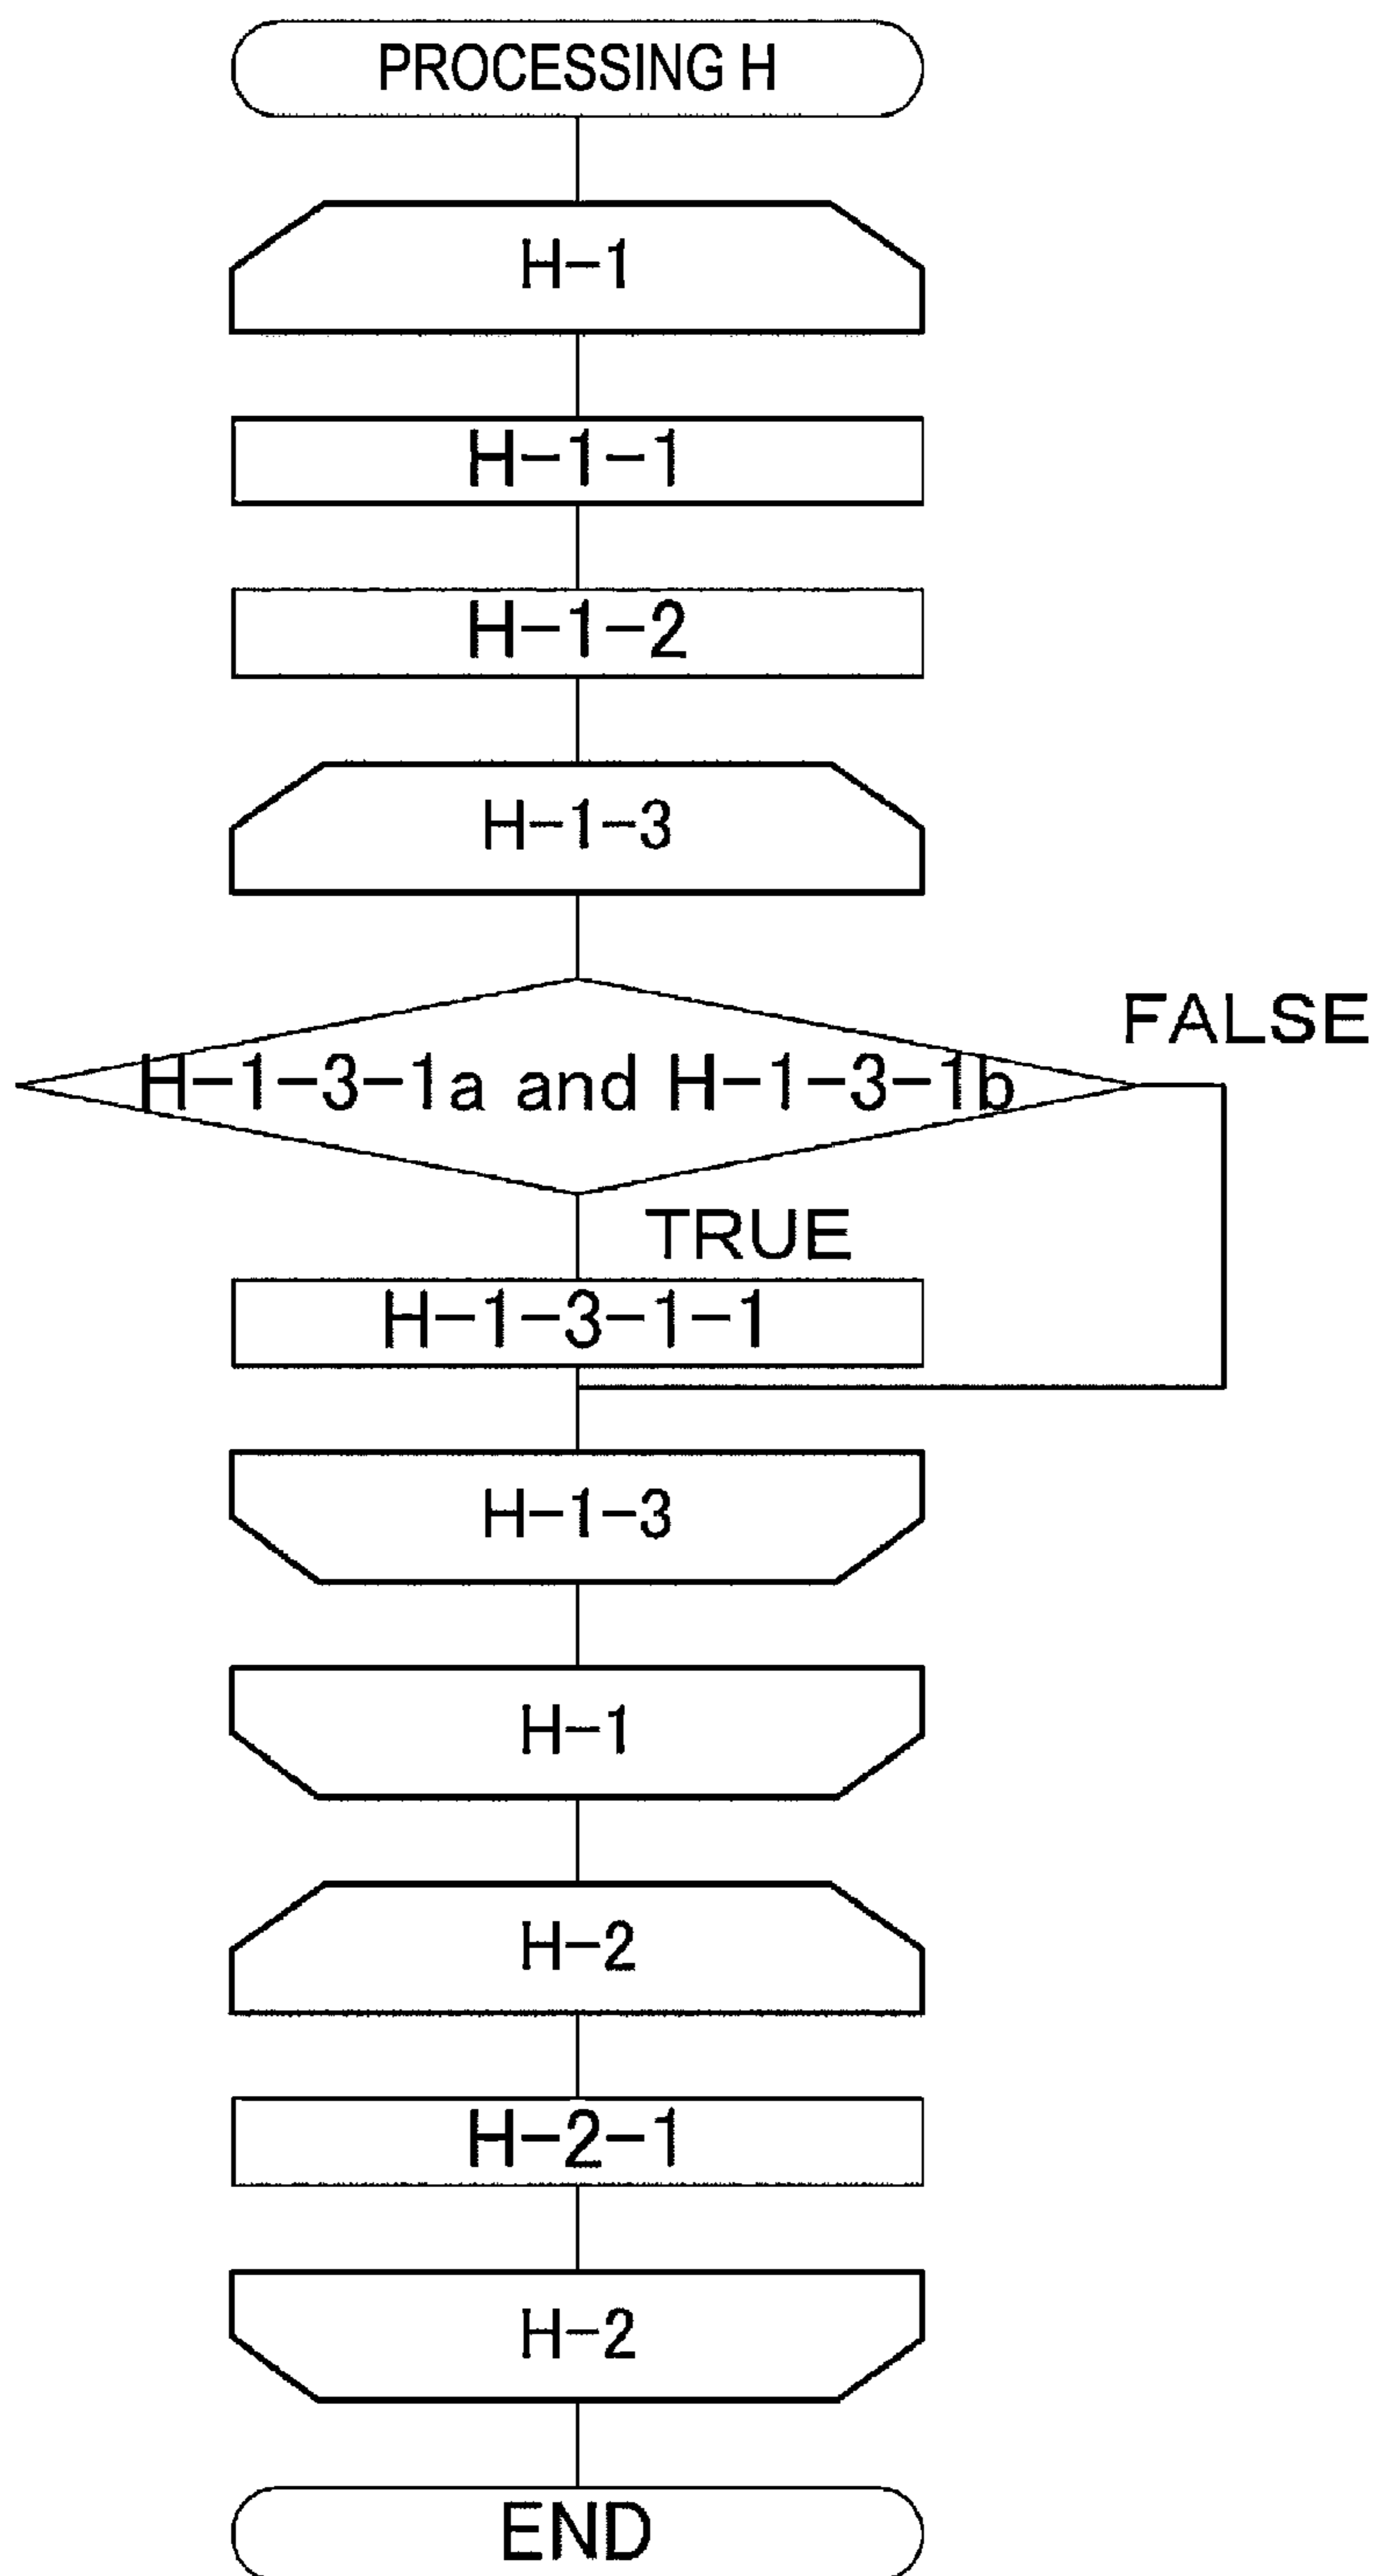 PROCESSING H
H-1
H-1-1
H-1-2
H-1-3
H-1-3-1a and H-1-3-1b
FALSE
TRUE
H-1-3-1-1
H-1-3
H-1
H-2
H-2-1
H-2
END